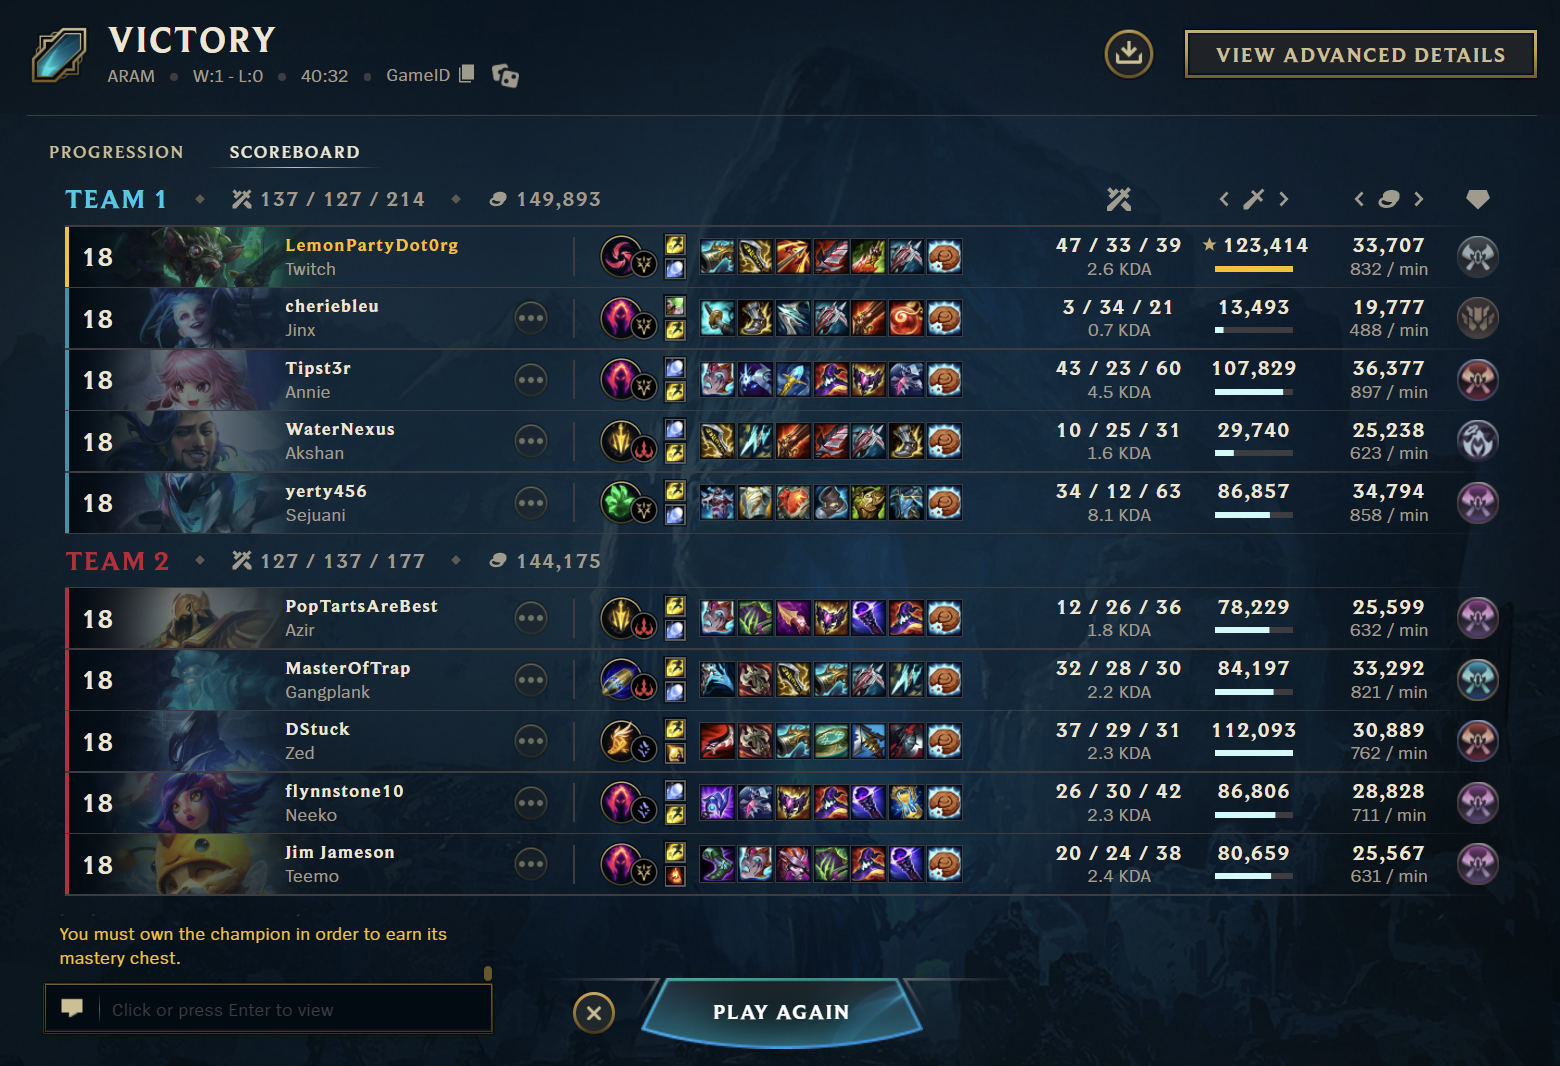 VICTORY
ARAM W:1 - L:0 40:32 GameID
VIEW ADVANCED DETAILS
PROGRESSION SCOREBOARD
TEAM 1 137 / 127 / 214 149,893
18 LemonPartyDot0rg 47 / 33 / 39 123,414 33,707
Twitch 2.6 KDA 832 / min
18 cheriebleu 3 / 34 / 21 13,493 19,777
Jinx 0.7 KDA 488 / min
18 Tipst3r 43 / 23 / 60 107,829 36,377
Annie 4.5 KDA 897 / min
18 WaterNexus 10 / 25 / 31 29,740 25,238
Akshan 1.6 KDA 623 / min
18 yerty456 34 / 12 / 63 86,857 34,794
Sejuani 8.1 KDA 858 / min
TEAM 2 127 / 137 / 177 144,175
18 PopTartsAreBest 12 / 26 / 36 78,229 25,599
Azir 1.8 KDA 632 / min
18 MasterOfTrap 32 / 28 / 30 84,197 33,292
Gangplank 2.2 KDA 821 / min
18 DStuck 37 / 29 / 31 112,093 30,889
Zed 2.3 KDA 762 / min
18 flynnstone10 26 / 30 / 42 86,806 28,828
Neeko 2.3 KDA 711 / min
18 Jim Jameson 20 / 24 / 38 80,659 25,567
Teemo 2.4 KDA 631 / min
You must own the champion in order to earn its
mastery chest.
Click or press Enter to view
PLAY AGAIN